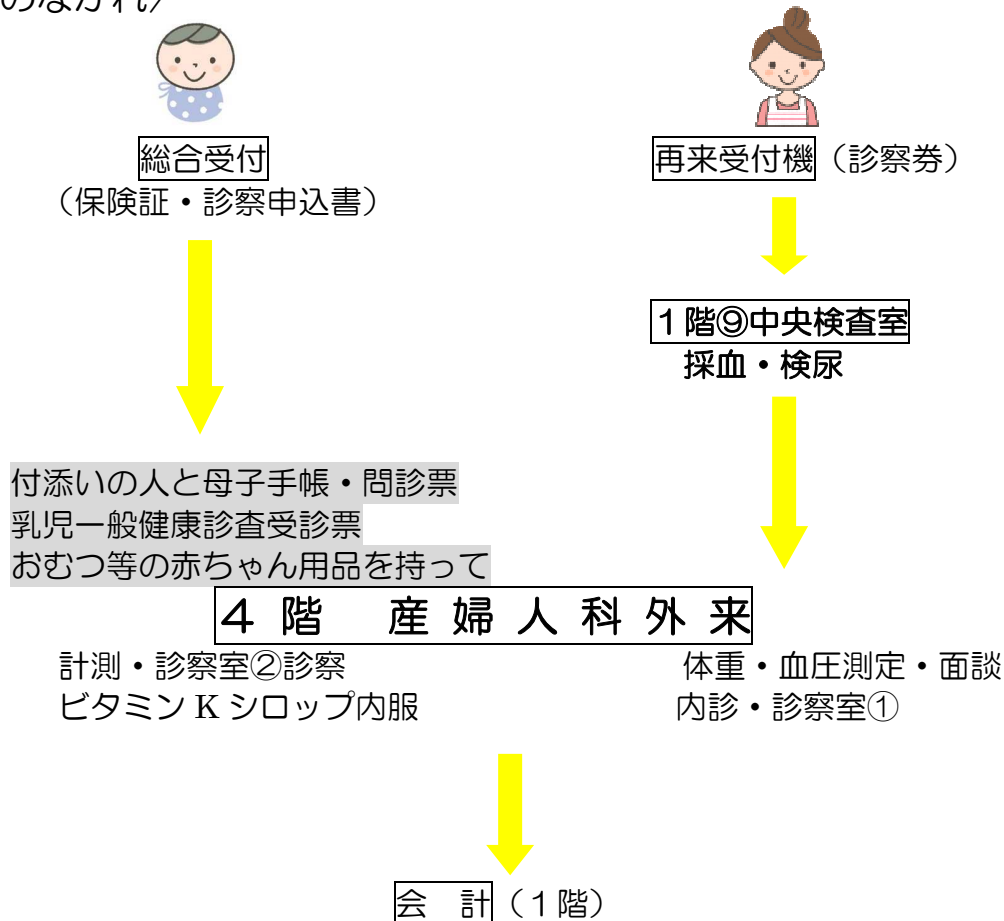 のながれ〉
総合受付
（保険証・診察申込書）
再来受付機（診察券）
1階⑨中央検査室
採血・検尿
付添いの人と母子手帳・問診票
乳児一般健康診査受診票
おむつ等の赤ちゃん用品を持って
4階　産婦人科外来
計測・診察室②診察
ビタミンKシロップ内服
体重・血圧測定・面談
内診・診察室①
会　計（1階）